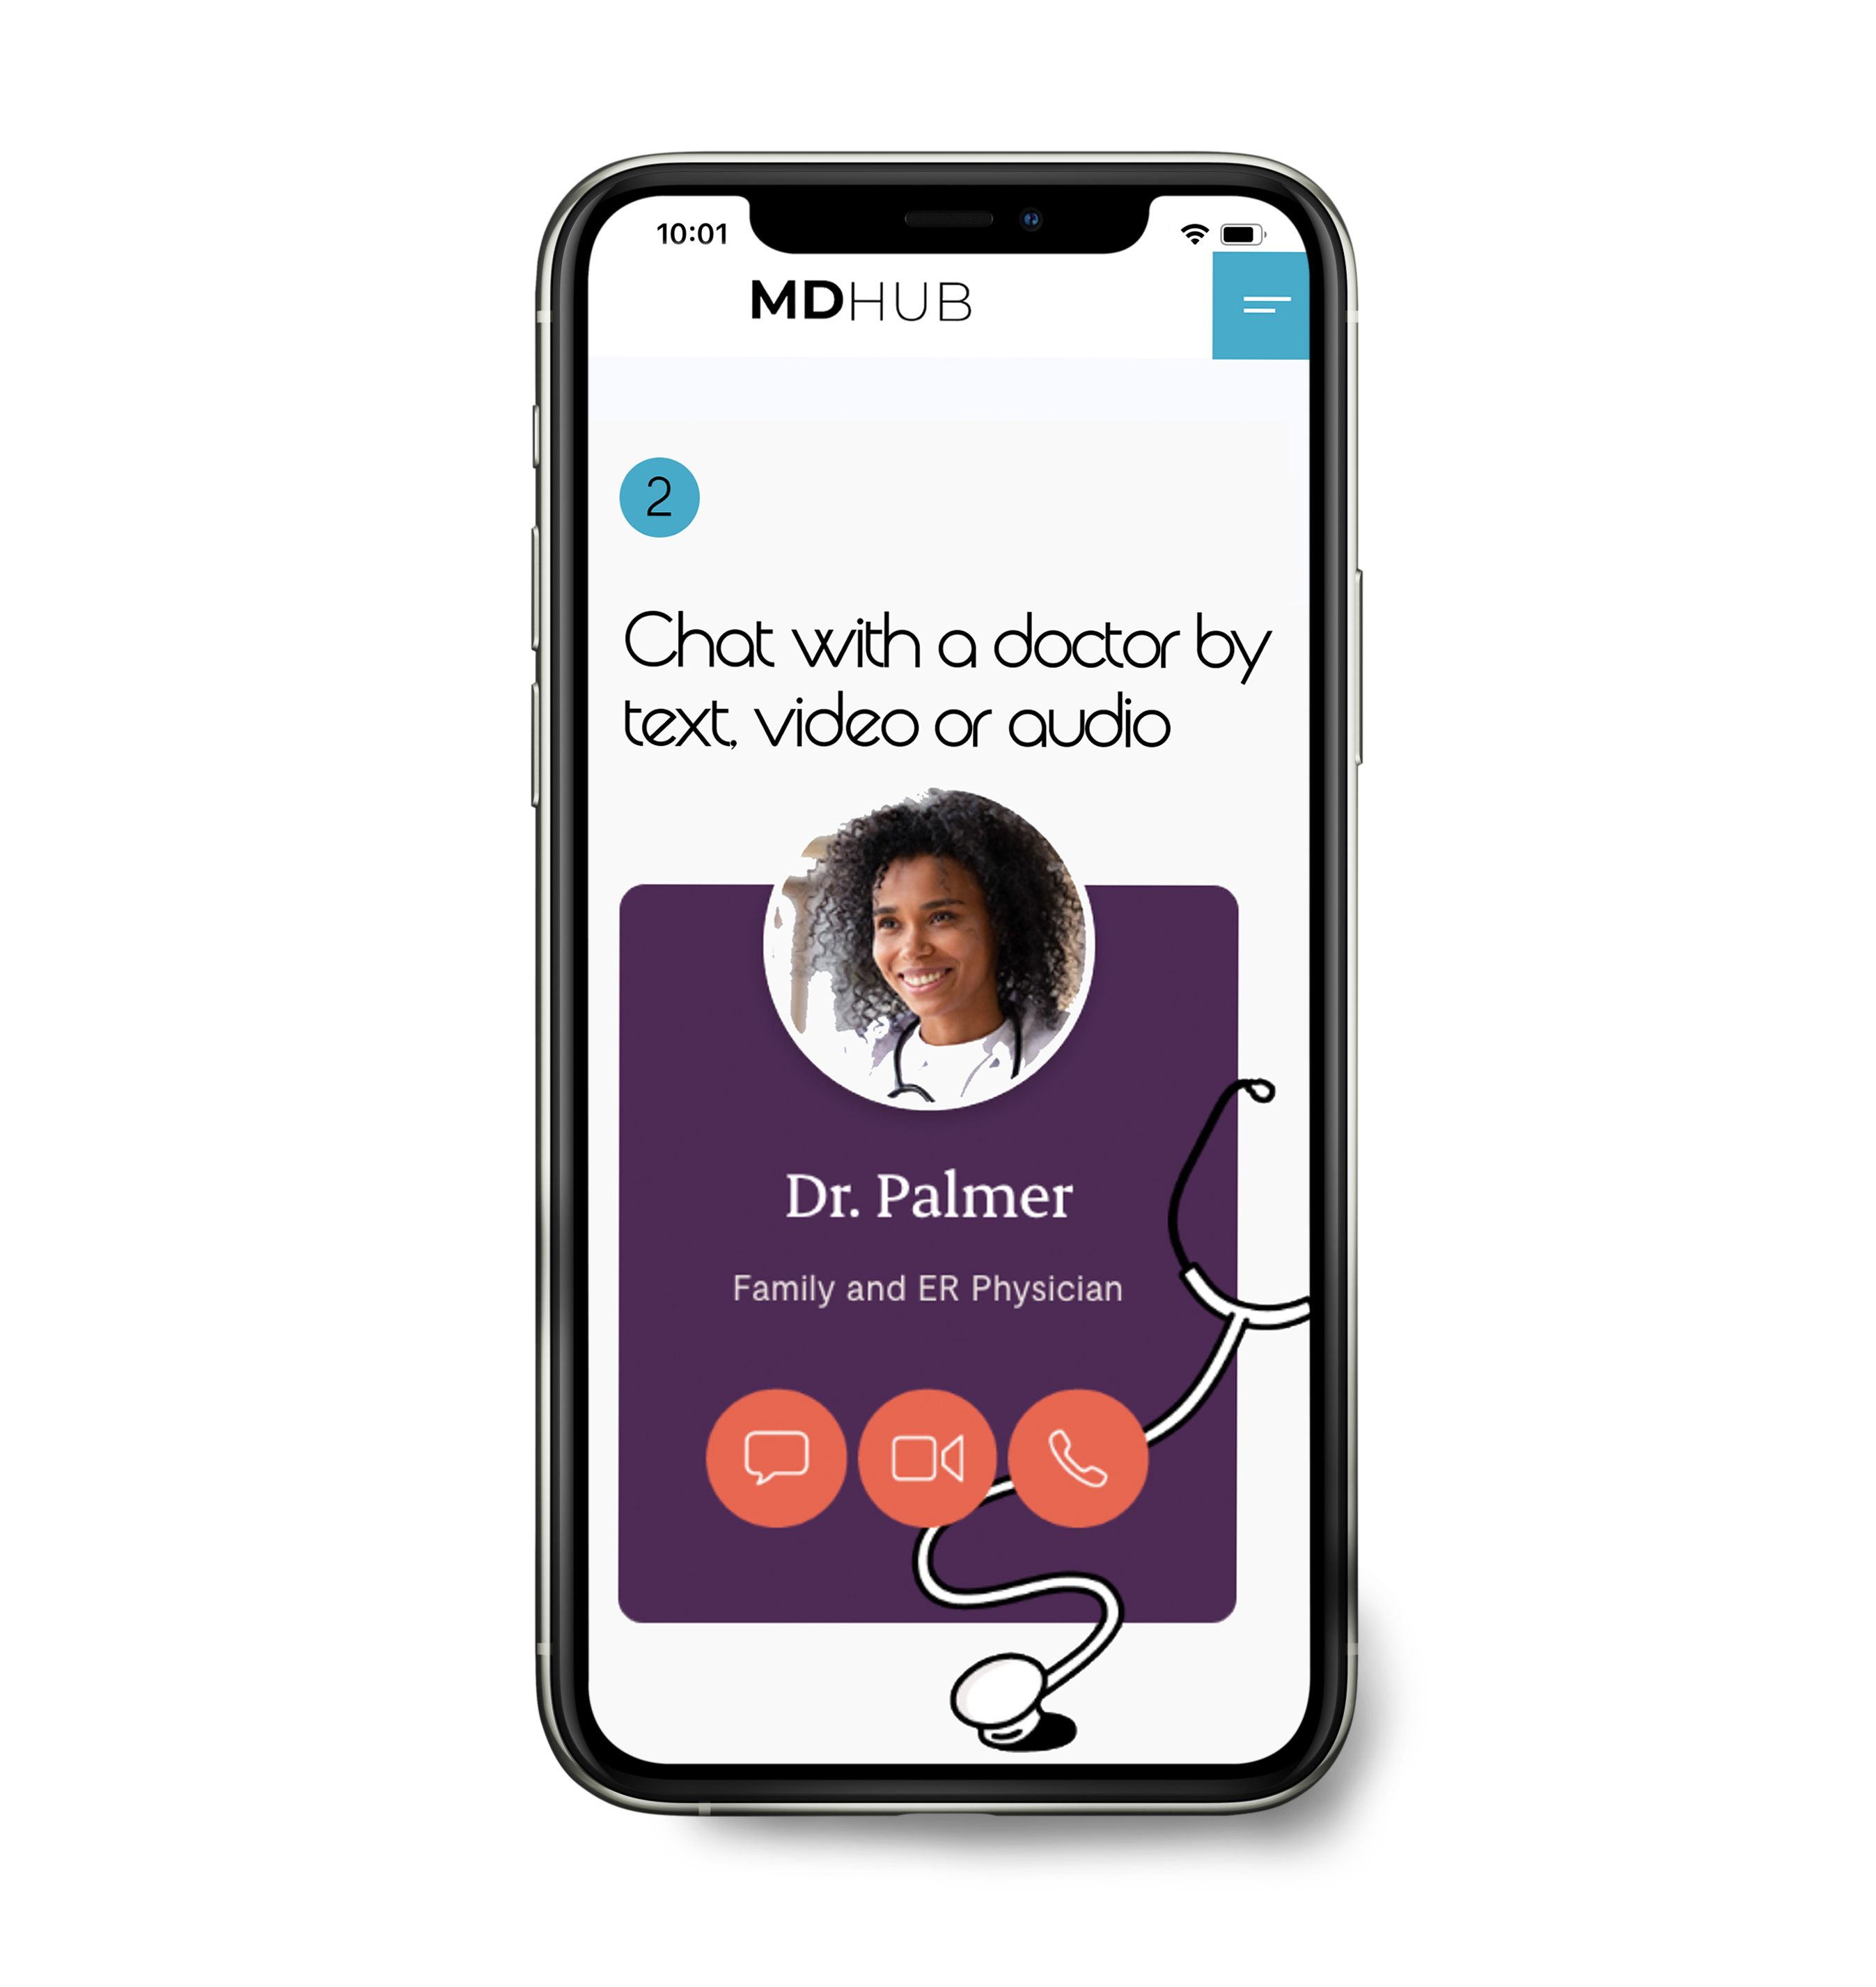 10:01
MDHUB
2
Chat with a doctor by
text, video or audio
Dr. Palmer
Family and ER Physician